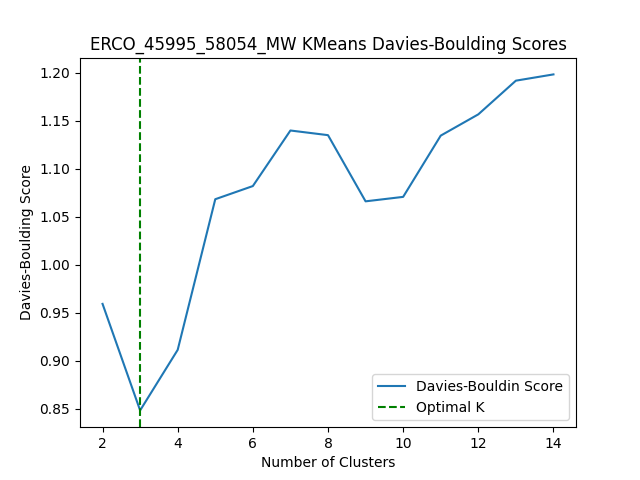 ERCO_45995_58054_MW KMeans Davies-Boulding Scores
Davies-Boulding Score
1.20
1.15
1.10
1.05
1.00
0.95
0.90
0.85
Davies-Bouldin Score
Optimal K
2 4 6 8 10 12 14
Number of Clusters